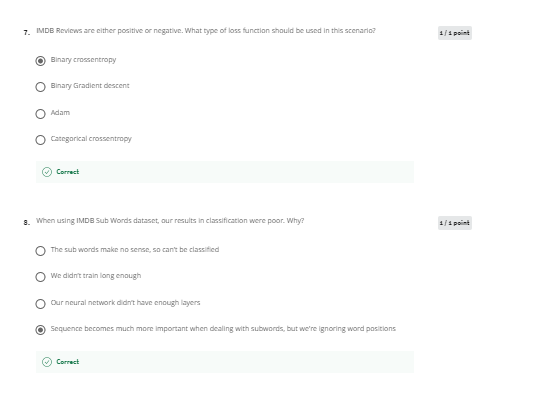 7. IMDB Reviews are either positive or negative. What type of loss function should be used in this scenario?
1 / 1 point
Binary crossentropy
Binary Gradient descent
Adam
Categorical crossentropy
Correct
8. When using IMDB Sub Words dataset, our results in classification were poor. Why?
1 / 1 point
The sub words make no sense, so can't be classified
We didn't train long enough
Our neural network didn't have enough layers
Sequence becomes much more important when dealing with subwords, but we're ignoring word positions
Correct